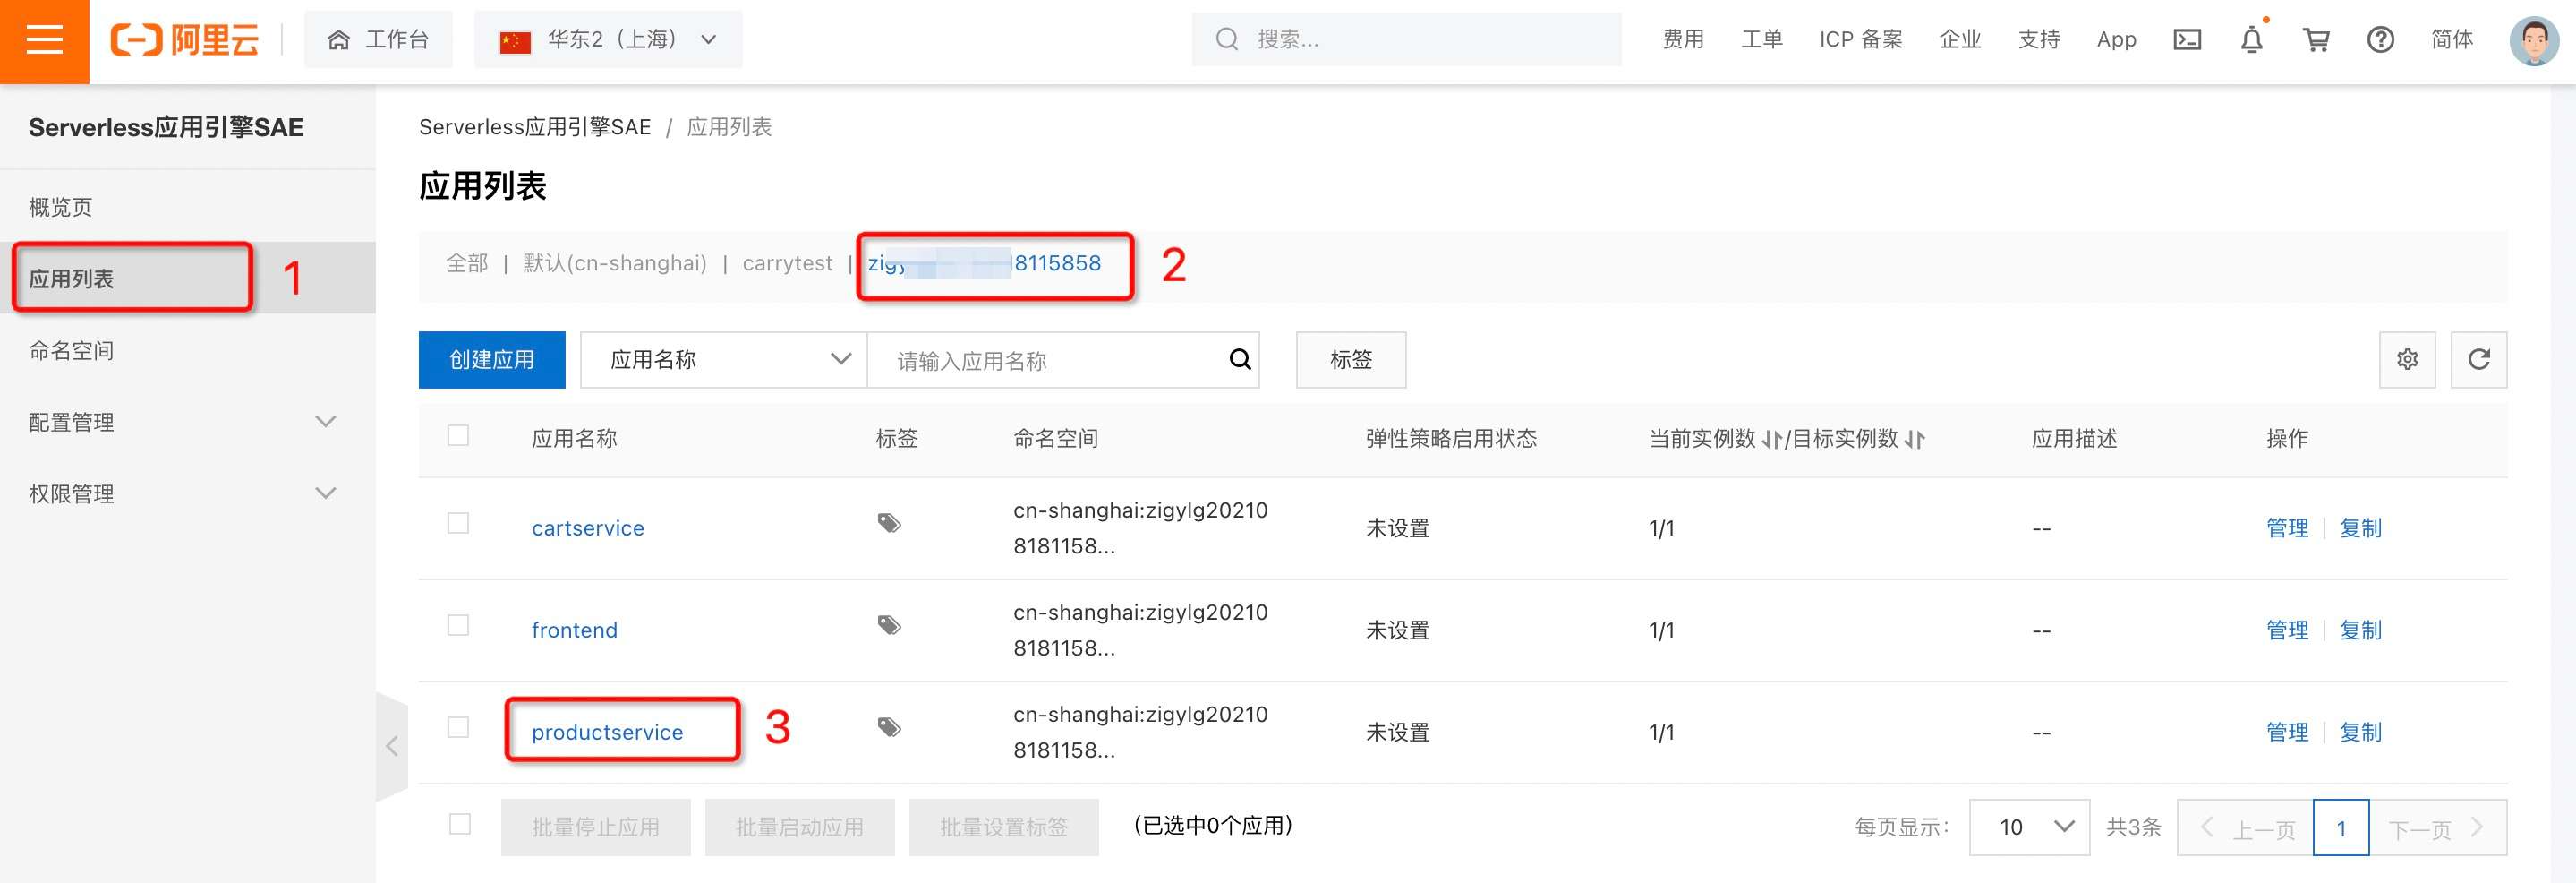 阿里云 工作台 华东2（上海） 搜索... 费用 工单 ICP 备案 企业 支持 App 简体
Serverless应用引擎SAE
概览页
应用列表 1
命名空间
配置管理
权限管理
Serverless应用引擎SAE / 应用列表
应用列表
全部 | 默认(cn-shanghai) | carrytest | 8115858 2
创建应用 应用名称 请输入应用名称 标签
应用名称 标签 命名空间 弹性策略启用状态 当前实例数 /目标实例数 应用描述 操作
cartservice cn-shanghai:zigylg20210 未设置 1/1 -- 管理 | 复制
8181158...
frontend cn-shanghai:zigylg20210 未设置 1/1 -- 管理 | 复制
8181158...
productservice 3 cn-shanghai:zigylg20210 未设置 1/1 -- 管理 | 复制
8181158...
批量停止应用 批量启动应用 批量设置标签 (已选中0个应用) 每页显示： 10 共3条 上一页 1 下一页